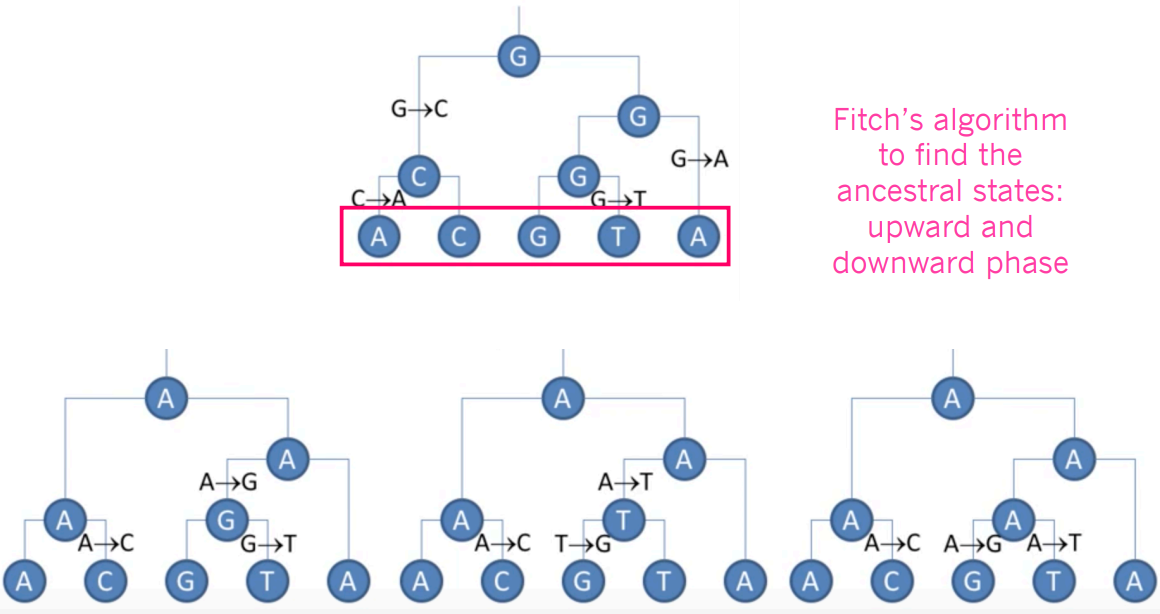 G
G→C
G
G→A
C
G
C→A
G→T
A C G T A
Fitch’s algorithm
to find the
ancestral states:
upward and
downward phase
A
A
A→G
A
G
A→C
G→T
A C G T A
A
A
A→T
A
T
A→C
T→G
A C G T A
A
A
A
A
A→C
A→G
A→T
A C G T A